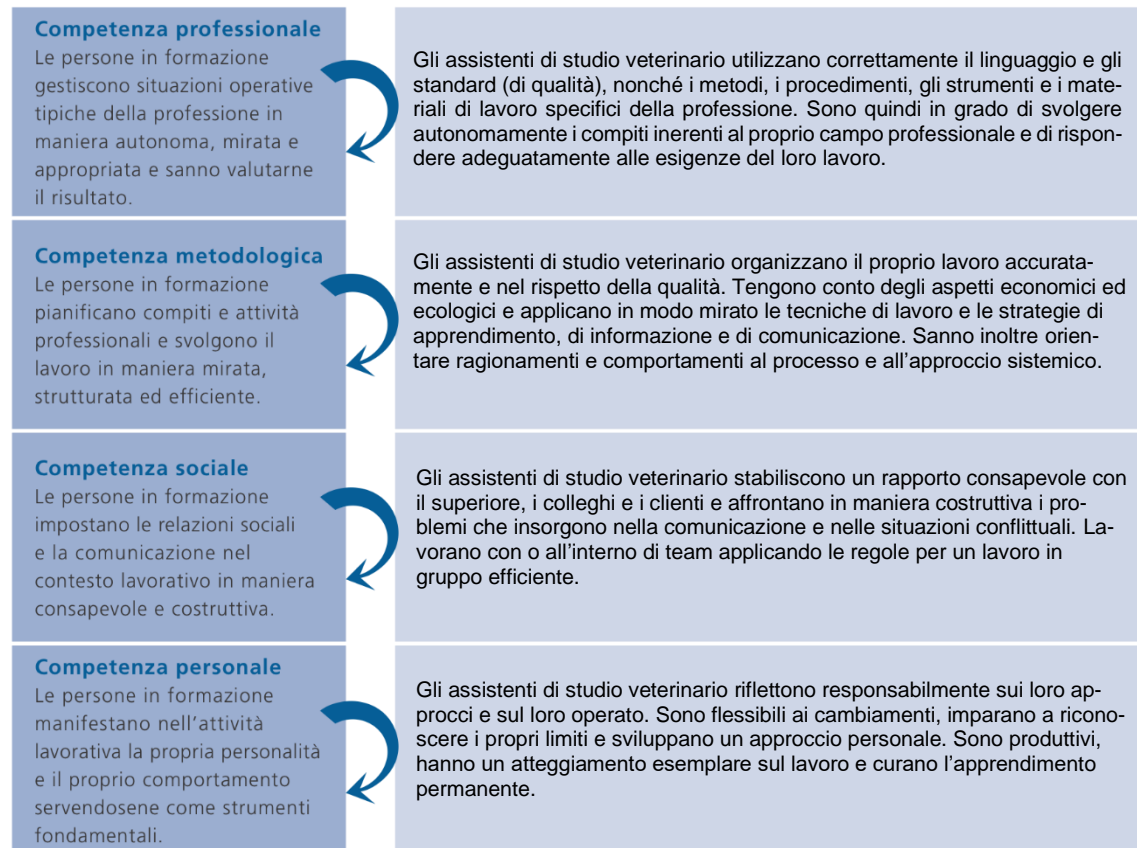 Competenza professionale
Le persone in formazione
gestiscono situazioni operative
tipiche della professione in
maniera autonoma, mirata e
appropriata e sanno valutarne
il risultato.
Gli assistenti di studio veterinario utilizzano correttamente il linguaggio e gli
standard (di qualità), nonché i metodi, i procedimenti, gli strumenti e i mate-
riali di lavoro specifici della professione. Sono quindi in grado di svolgere
autonomamente i compiti inerenti al proprio campo professionale e di rispon-
dere adeguatamente alle esigenze del loro lavoro.
Competenza metodologica
Le persone in formazione
pianificano compiti e attività
professionali e svolgono il
lavoro in maniera mirata,
strutturata ed efficiente.
Gli assistenti di studio veterinario organizzano il proprio lavoro accurata-
mente e nel rispetto della qualità. Tengono conto degli aspetti economici ed
ecologici e applicano in modo mirato le tecniche di lavoro e le strategie di
apprendimento, di informazione e di comunicazione. Sanno inoltre orien-
tare ragionamenti e comportamenti al processo e all'approccio sistemico.
Competenza sociale
Le persone in formazione
impostano le relazioni sociali
e la comunicazione nel
contesto lavorativo in maniera
consapevole e costruttiva.
Gli assistenti di studio veterinario stabiliscono un rapporto consapevole con
il superiore, i colleghi e i clienti e affrontano in maniera costruttiva i pro-
blemi che insorgono nella comunicazione e nelle situazioni conflittuali. La-
vorano con o all'interno di team applicando le regole per un lavoro in
gruppo efficiente.
Competenza personale
Le persone in formazione
manifestano nell'attività
lavorativa la propria personalità
e il proprio comportamento
servendosene come strumenti
fondamentali.
Gli assistenti di studio veterinario riflettono responsabilmente sui loro ap-
procci e sul loro operato. Sono flessibili ai cambiamenti, imparano a ricono-
scere i propri limiti e sviluppano un approccio personale. Sono produttivi,
hanno un atteggiamento esemplare sul lavoro e curano l'apprendimento
permanente.